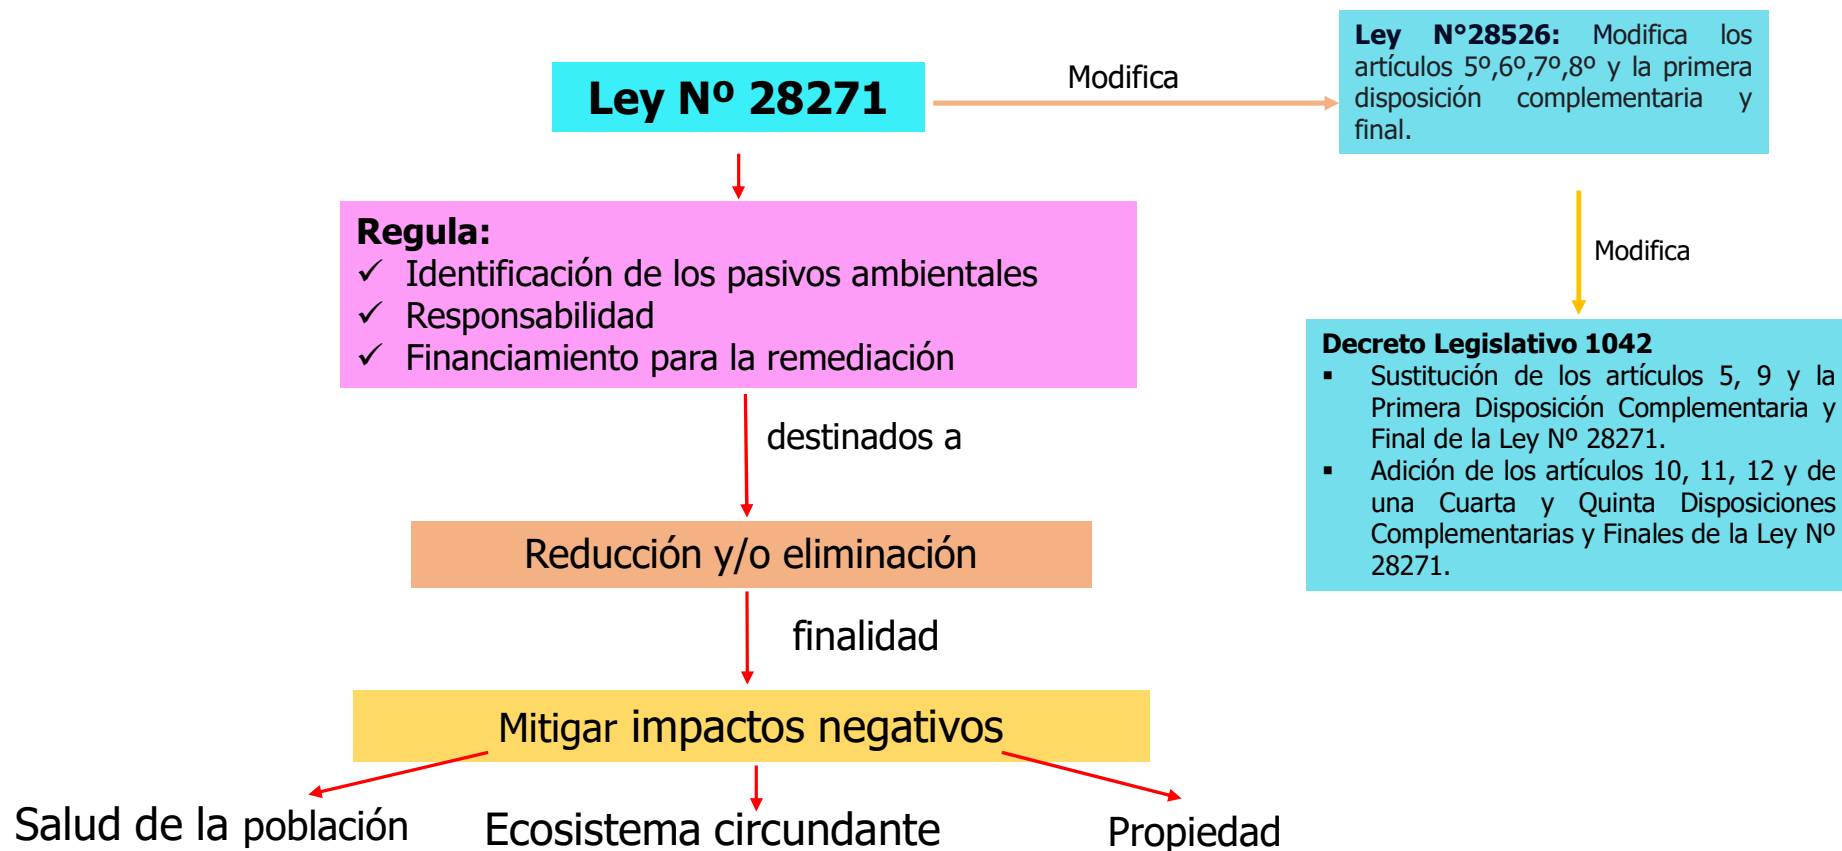 Ley Nº 28271
Modifica
Ley N°28526: Modifica los
artículos 5º,6º,7º,8º y la primera
disposición complementaria y
final.
Regula:
✓ Identificación de los pasivos ambientales
✓ Responsabilidad
✓ Financiamiento para la remediación
Modifica
Decreto Legislativo 1042
▪ Sustitución de los artículos 5, 9 y la
Primera Disposición Complementaria y
Final de la Ley Nº 28271.
▪ Adición de los artículos 10, 11, 12 y de
una Cuarta y Quinta Disposiciones
Complementarias y Finales de la Ley Nº
28271.
destinados a
Reducción y/o eliminación
finalidad
Mitigar impactos negativos
Salud de la población
Ecosistema circundante
Propiedad